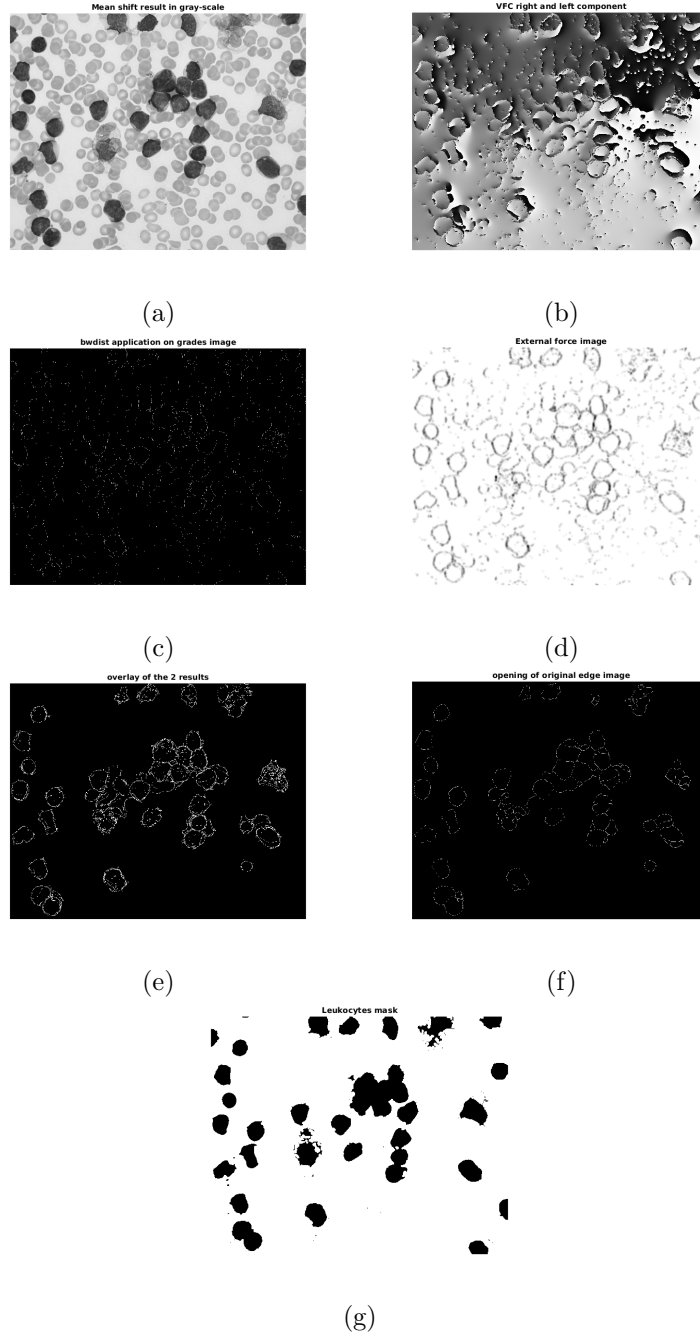 Mean shift result in gray-scale
VFC right and left component
(a)
(b)
bwdist application on grades image
External force image
(c)
(d)
overlay of the 2 results
opening of original edge image
(e)
(f)
Leukocytes mask
(g)